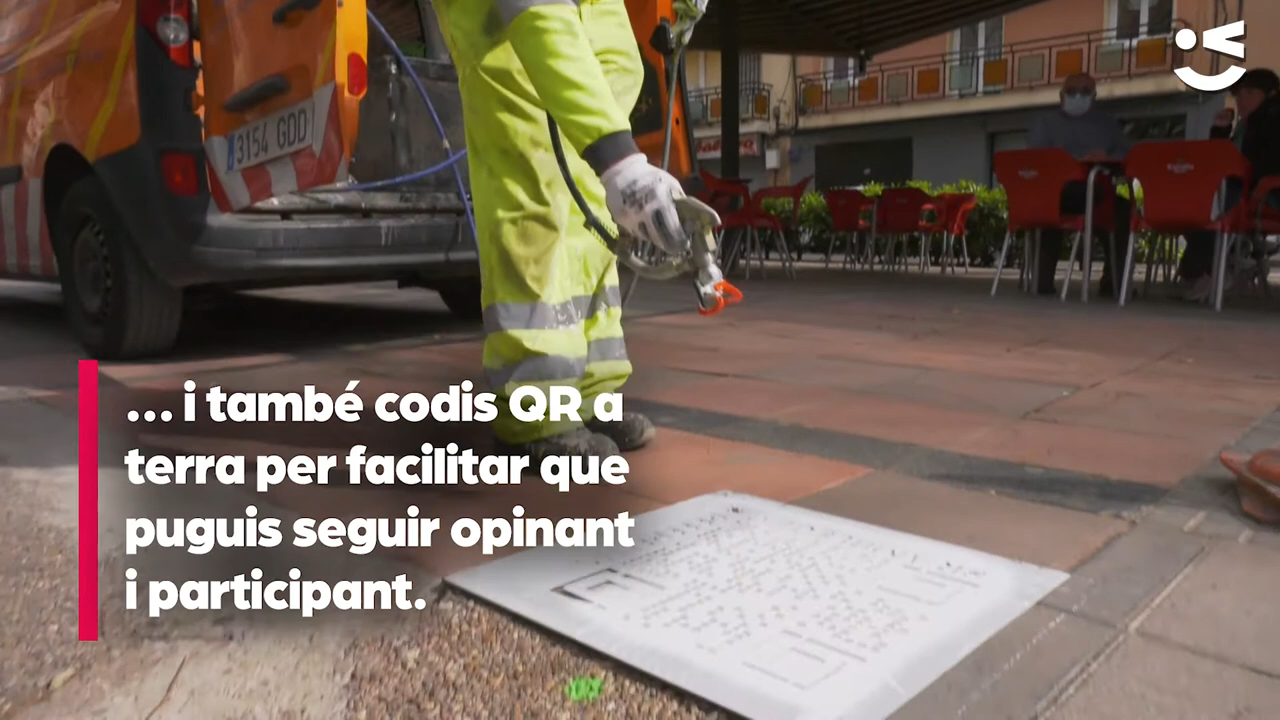 3154 GDD
... i també codis QR a
terra per facilitar que
puguis seguir opinant
i participant.